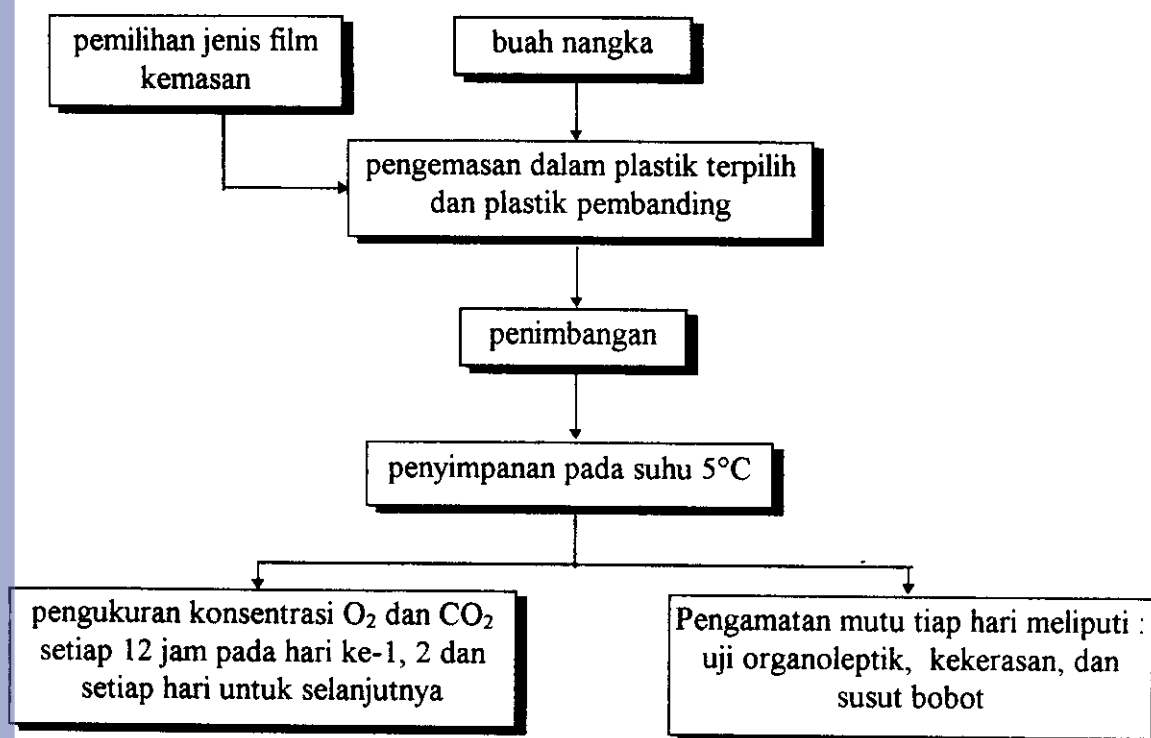 pemilihan jenis film
kemasan
buah nangka
pengemasan dalam plastik terpilih
dan plastik pembanding
penimbangan
penyimpanan pada suhu 5°C
pengukuran konsentrasi O₂ dan CO₂
setiap 12 jam pada hari ke-1, 2 dan
setiap hari untuk selanjutnya
Pengamatan mutu tiap hari meliputi :
uji organoleptik, kekerasan, dan
susut bobot